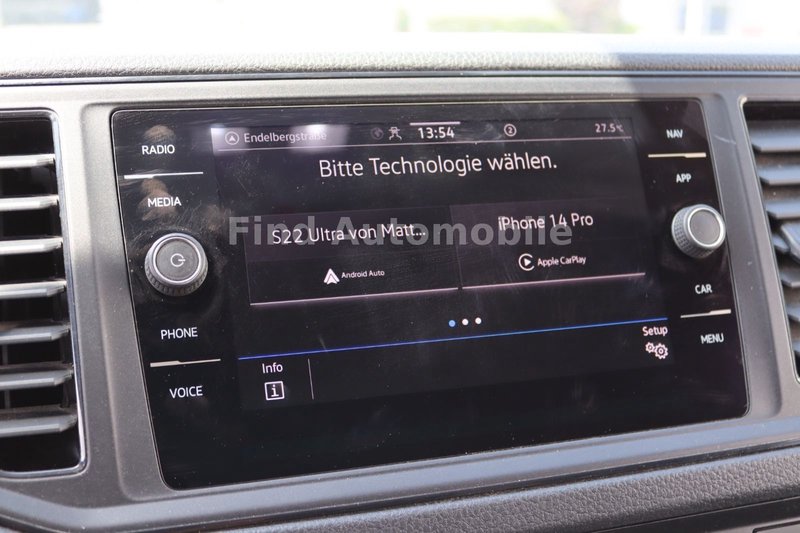 RADIO
MEDIA
PHONE
VOICE
Endelbergstraße
13:54
2
27.5°C
Bitte Technologie wählen.
S22 Ultra von Matt...
Android Auto
iPhone 14 Pro
Apple CarPlay
Find Automobile
Setup
Info
i
NAV
APP
CAR
MENU